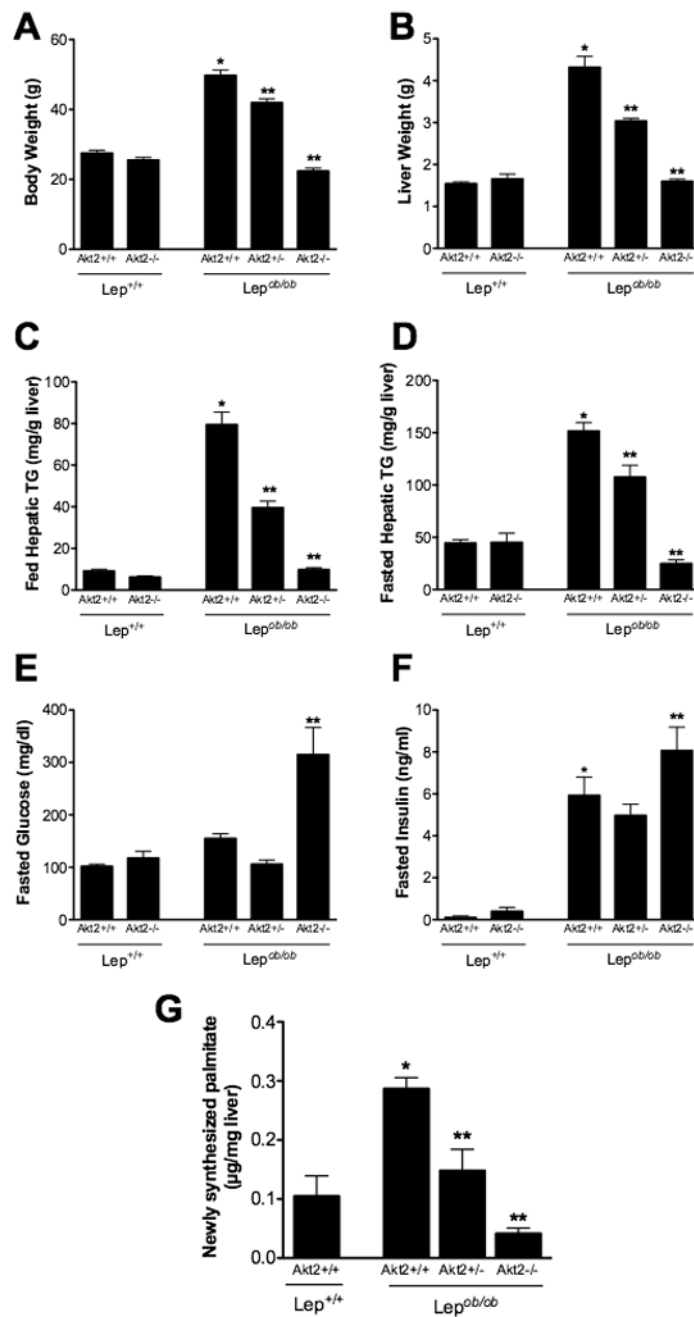 A
Body Weight (g)
60
40
20
0
*
**
**
Akt2+/+ Akt2-/- Akt2+/+ Akt2+/- Akt2-/-
Lep+/+ Lepob/ob
B
Liver Weight (g)
5
4
3
2
1
0
*
**
**
Akt2+/+ Akt2-/- Akt2+/+ Akt2+/- Akt2-/-
Lep+/+ Lepob/ob
C
Fed Hepatic TG (mg/g liver)
100
80
60
40
20
0
*
**
**
Akt2+/+ Akt2-/- Akt2+/+ Akt2+/- Akt2-/-
Lep+/+ Lepob/ob
D
Fasted Hepatic TG (mg/g liver)
200
150
100
50
0
*
**
**
Akt2+/+ Akt2-/- Akt2+/+ Akt2+/- Akt2-/-
Lep+/+ Lepob/ob
E
Fasted Glucose (mg/dl)
400
300
200
100
0
**
Akt2+/+ Akt2-/- Akt2+/+ Akt2+/- Akt2-/-
Lep+/+ Lepob/ob
F
Fasted Insulin (ng/ml)
10
8
6
4
2
0
*
**
Akt2+/+ Akt2-/- Akt2+/+ Akt2+/- Akt2-/-
Lep+/+ Lepob/ob
G
Newly synthesized palmitate
(µg/mg liver)
0.4
0.3
0.2
0.1
0.0
*
**
**
Akt2+/+ Akt2+/+ Akt2+/- Akt2-/-
Lep+/+ Lepob/ob